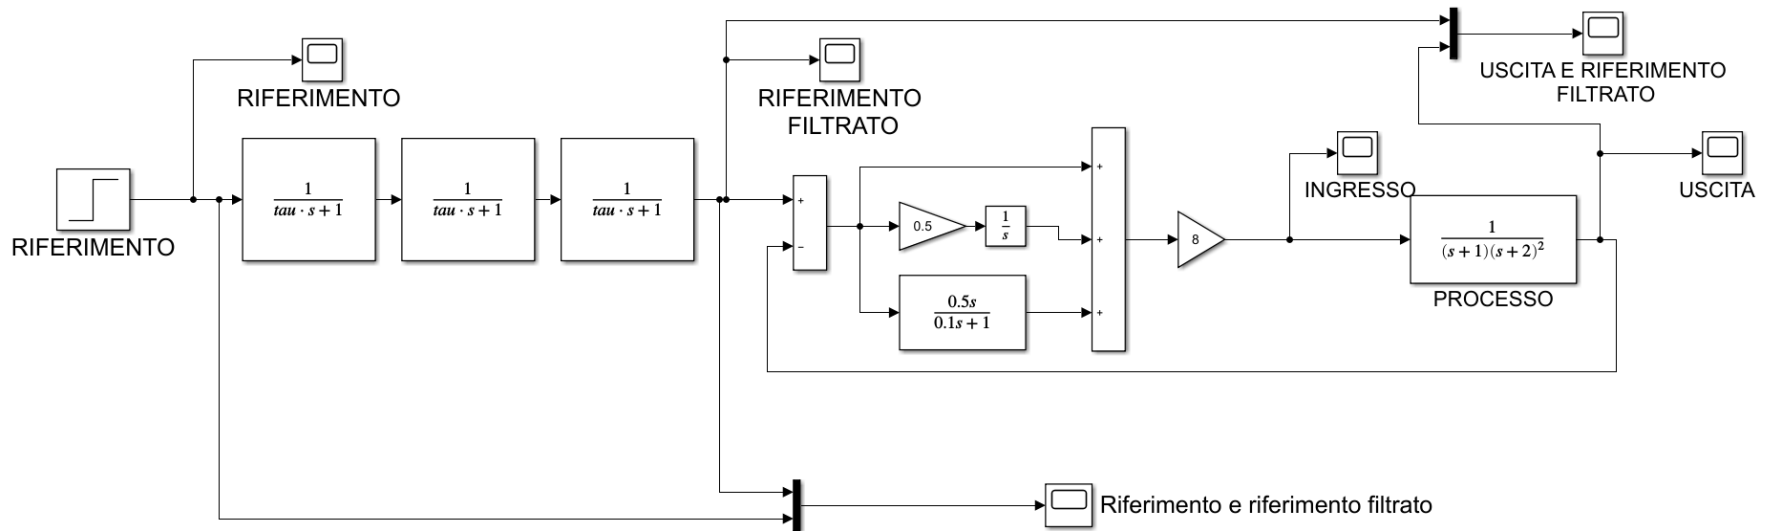 RIFERIMENTO
RIFERIMENTO
FILTRATO
USCITA E RIFERIMENTO
FILTRATO
RIFERIMENTO
1
tau · s + 1
1
tau · s + 1
1
tau · s + 1
+
−
0.5
1
s
0.5s
0.1s + 1
+
+
+
8
INGRESSO
1
(s + 1)(s + 2)²
PROCESSO
USCITA
Riferimento e riferimento filtrato